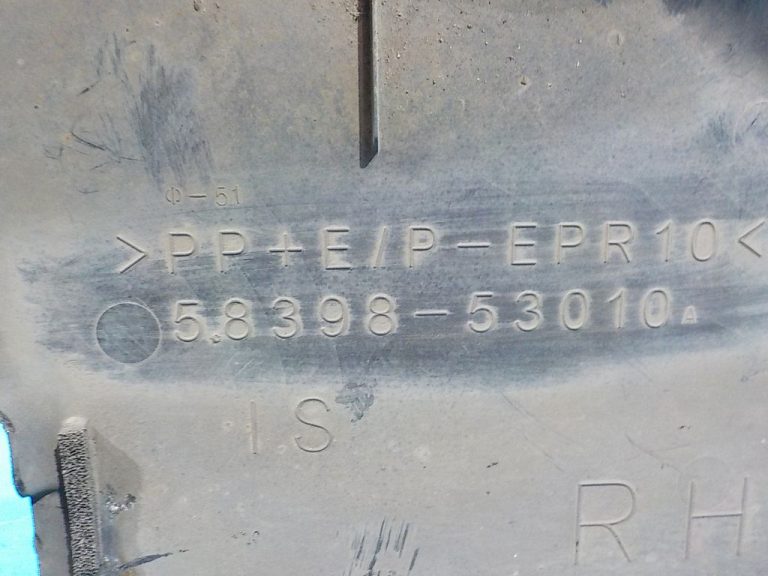 Φ-51
>PP+E/P-EPR10<
58398-53010A
IS
RH